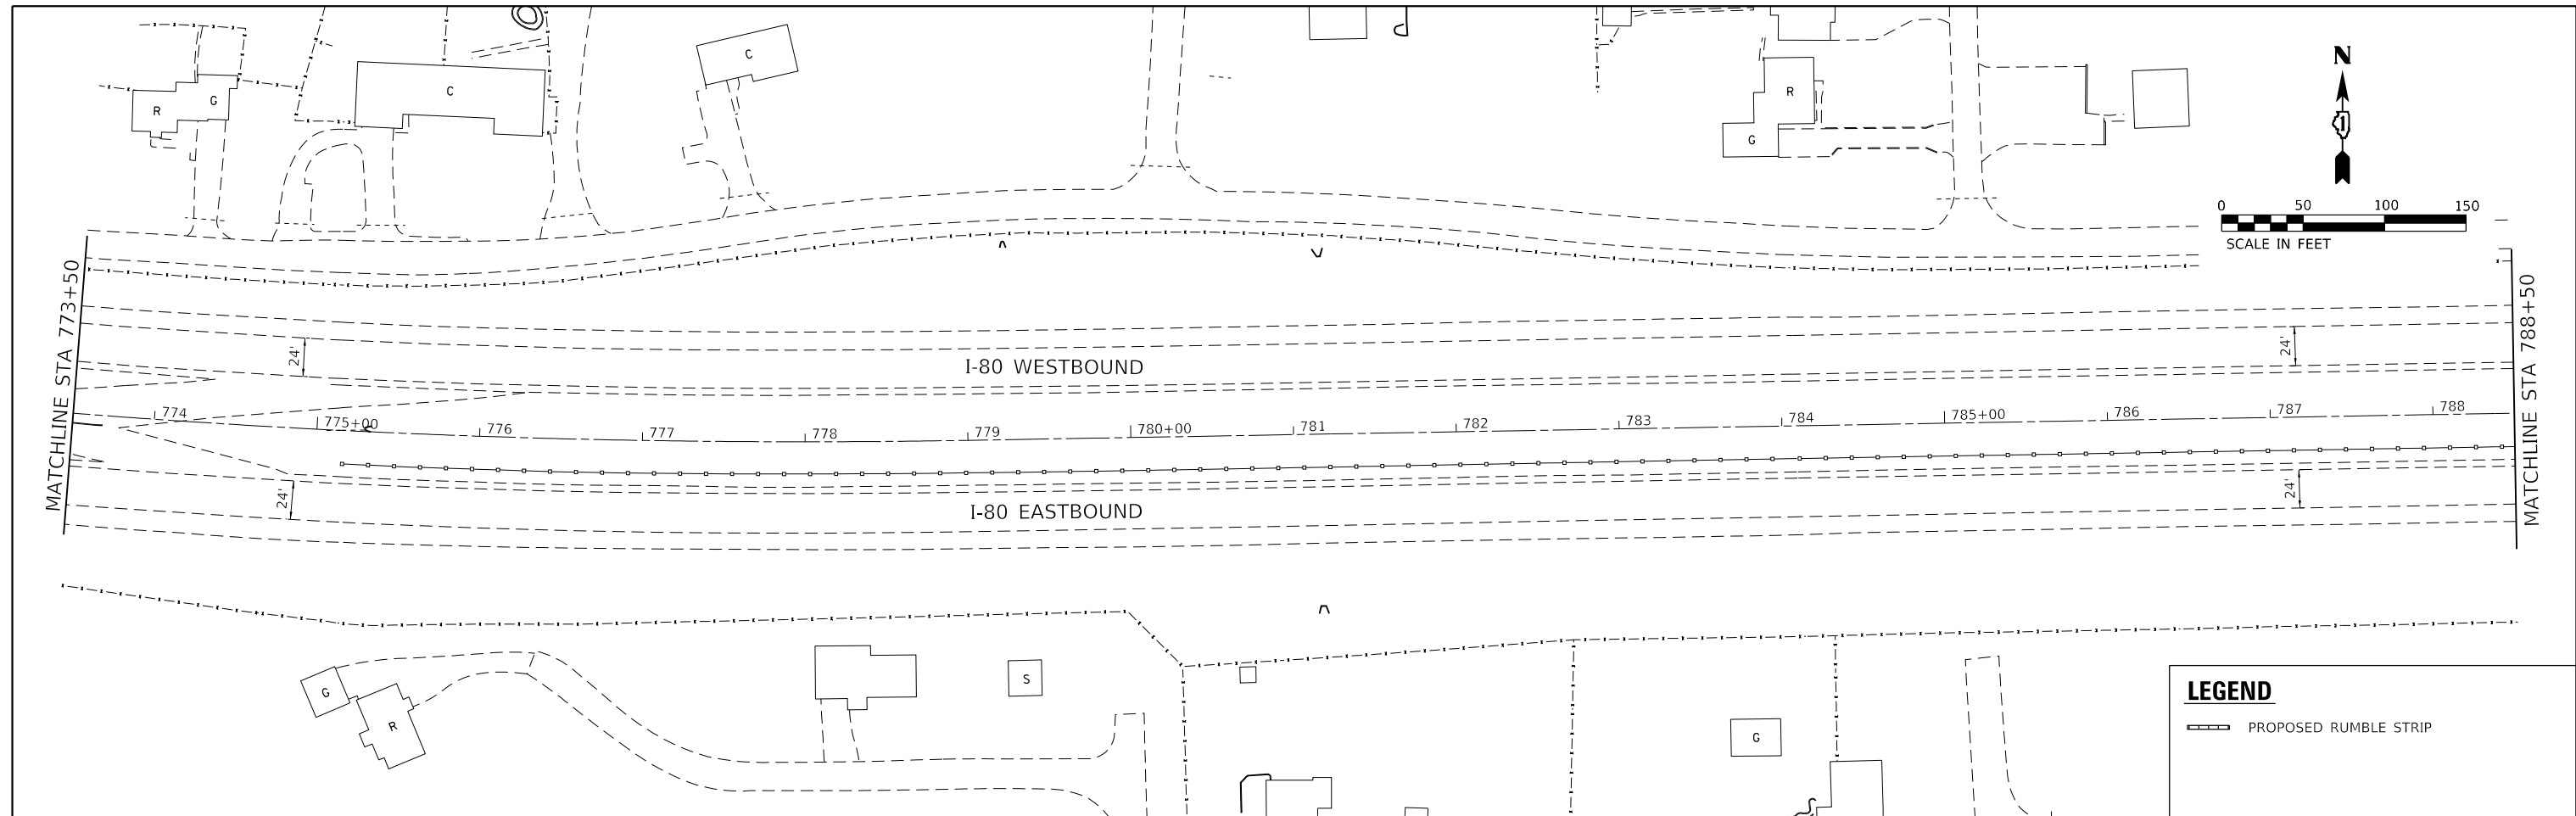 C
N
C
G
R
R
G
1
0 50 100 150
SCALE IN FEET
MATCHLINE STA 773+50
MATCHLINE STA 788+50
24'
24'
I-80 WESTBOUND
774 775+00 776 777 778 779 780+00 781 782 783 784 785+00 786 787 788
24'
24'
I-80 EASTBOUND
S
G
R
G
LEGEND
PROPOSED RUMBLE STRIP